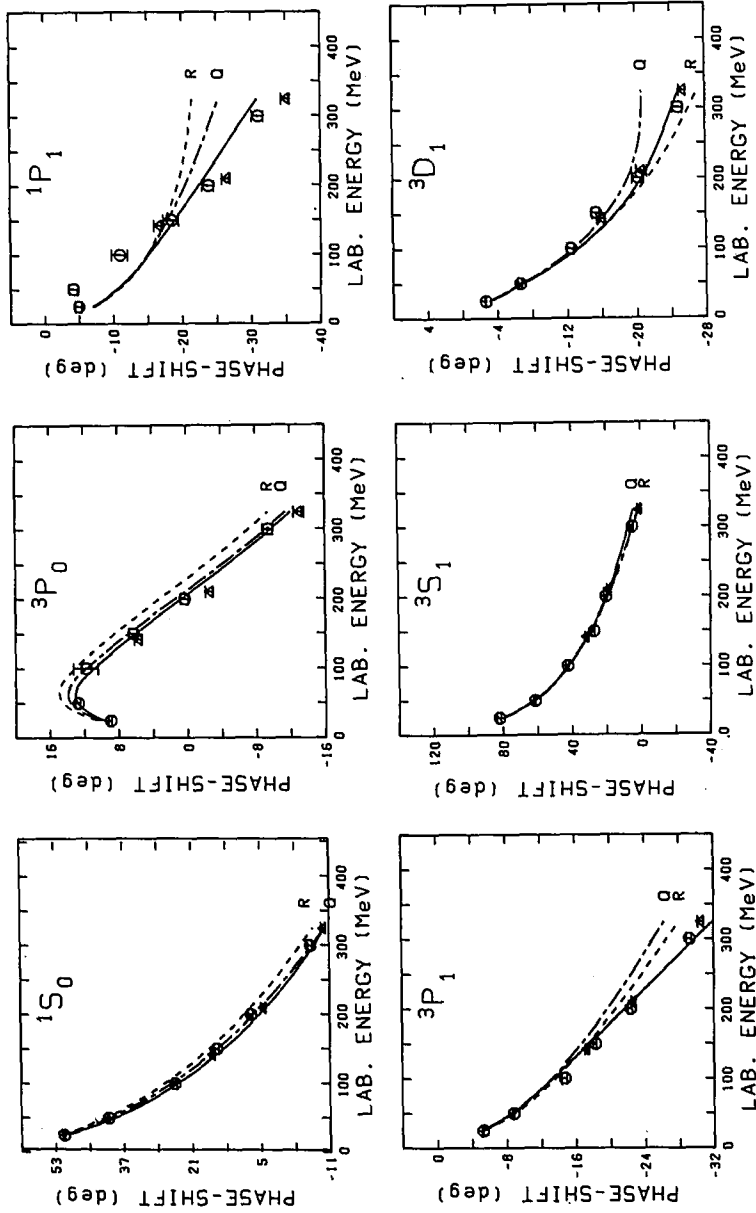 ¹S₀
PHASE-SHIFT (deg)
53
37
21
5
-11
R
Q
0 100 200 300 400
LAB. ENERGY (MeV)
³P₀
PHASE-SHIFT (deg)
16
8
0
-8
-16
R
Q
0 100 200 300 400
LAB. ENERGY (MeV)
¹P₁
PHASE-SHIFT (deg)
0
-10
-20
-30
-40
R
Q
0 100 200 300 400
LAB. ENERGY (MeV)
³P₁
PHASE-SHIFT (deg)
0
-8
-16
-24
-32
Q
R
0 100 200 300 400
LAB. ENERGY (MeV)
³S₁
PHASE-SHIFT (deg)
120
80
40
0
-40
Q
R
.0 100 200 300 400
LAB. ENERGY (MeV)
³D₁
PHASE-SHIFT (deg)
4
-4
-12
-20
-28
Q
R
0 100 200 300 400
LAB. ENERGY (MeV)